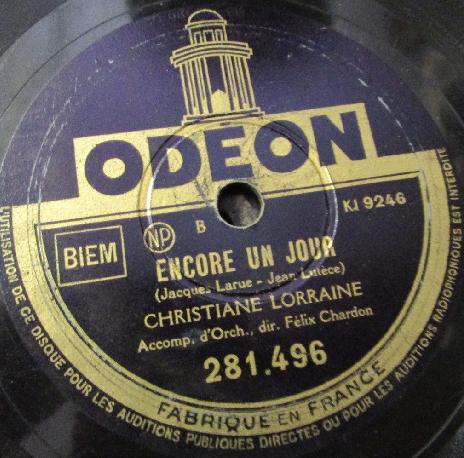 ODEON
KI 9246
BIEM
NP
B
ENCORE UN JOUR
(Jacques Larue - Jean Lutèce)
CHRISTIANE LORRAINE
Accomp. d'Orch., dir. Félix Chardon
281.496
FABRIQUÉ EN FRANCE
L'UTILISATION DE CE DISQUE POUR LES AUDITIONS PUBLIQUES DIRECTES OU POUR LES AUDITIONS RADIOPHONIQUES EST INTERDITE